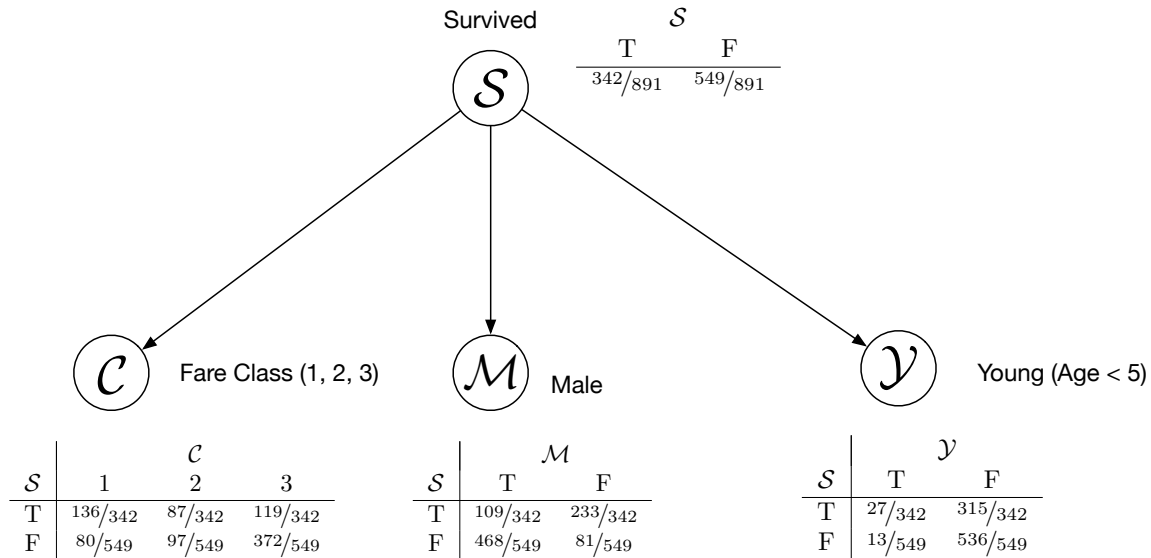 Survived
𝒮
T F
342/891 549/891
𝒮
𝒞 Fare Class (1, 2, 3)
ℳ Male
𝒴 Young (Age < 5)
𝒞
𝒮 1 2 3
T 136/342 87/342 119/342
F 80/549 97/549 372/549
ℳ
𝒮 T F
T 109/342 233/342
F 468/549 81/549
𝒴
𝒮 T F
T 27/342 315/342
F 13/549 536/549